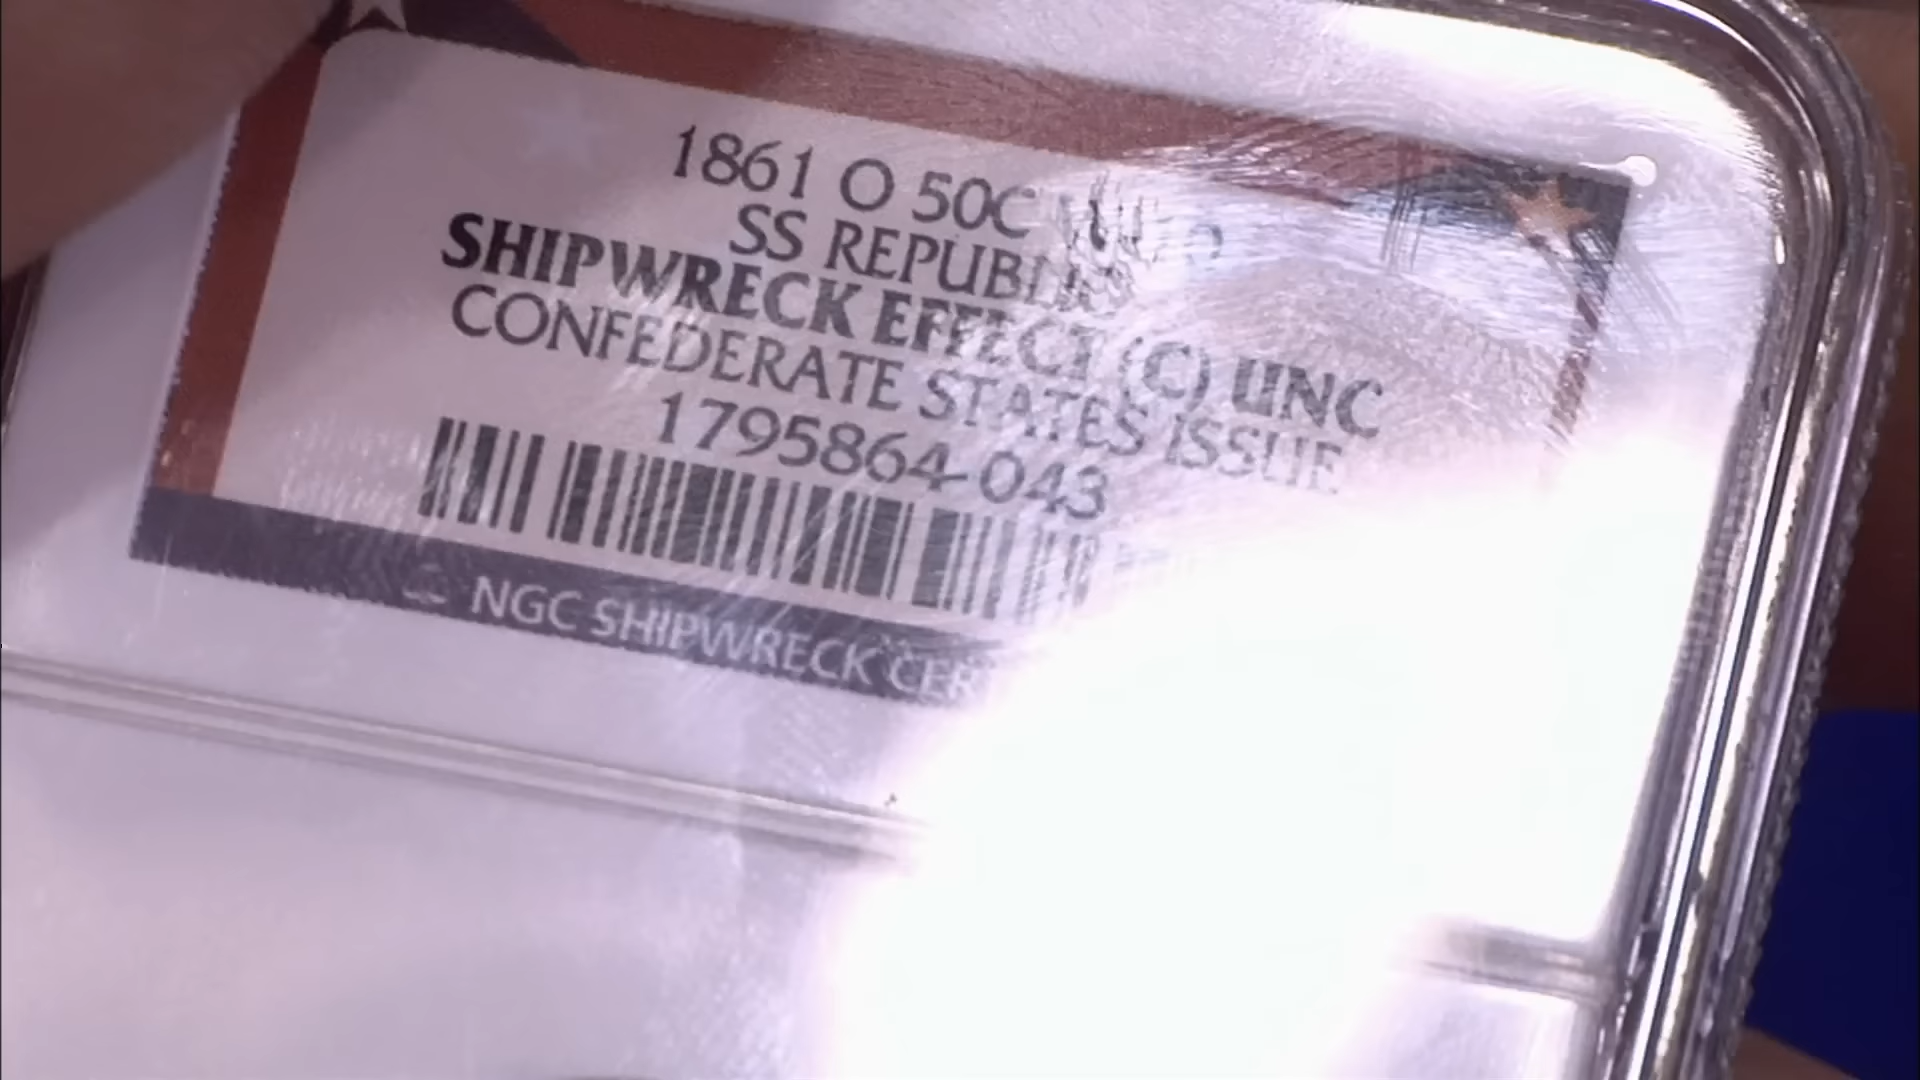 1861 O 50C
SS REPUBLIC
SHIPWRECK EFFECT (C) UNC
CONFEDERATE STATES ISSUE
1795864-043
NGC SHIPWRECK